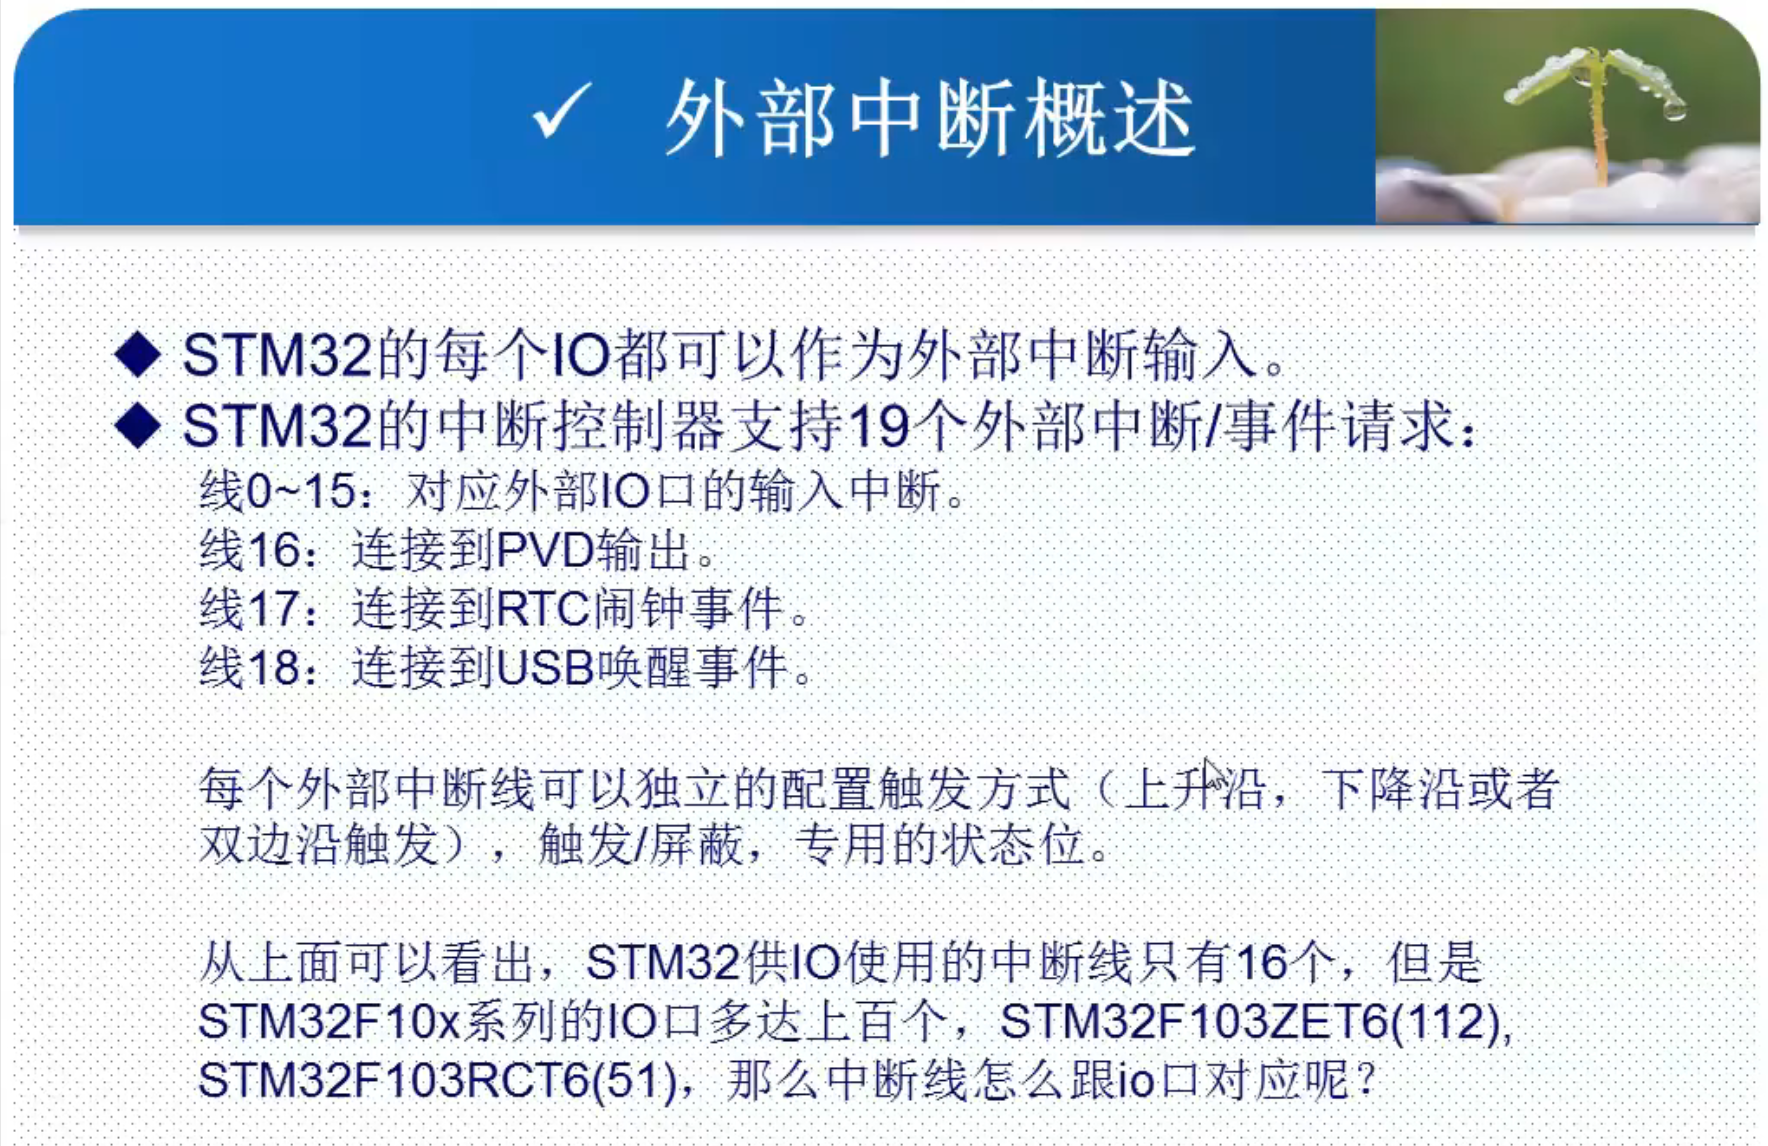 ✓ 外部中断概述
◆ STM32的每个IO都可以作为外部中断输入。
◆ STM32的中断控制器支持19个外部中断/事件请求：
线0~15：对应外部IO口的输入中断。
线16：连接到PVD输出。
线17：连接到RTC闹钟事件。
线18：连接到USB唤醒事件。
每个外部中断线可以独立的配置触发方式（上升沿，下降沿或者
双边沿触发），触发/屏蔽，专用的状态位。
从上面可以看出，STM32供IO使用的中断线只有16个，但是
STM32F10x系列的IO口多达上百个，STM32F103ZET6(112),
STM32F103RCT6(51)，那么中断线怎么跟io口对应呢？